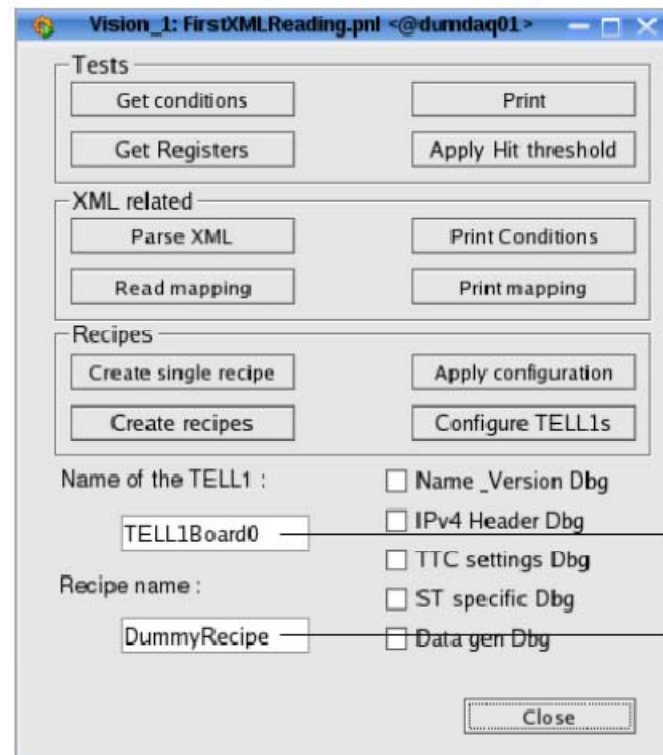 Vision_1: FirstXMLReading.pnl <@dumdaq01>
Tests
Get conditions
Print
Get Registers
Apply Hit threshold
XML related
Parse XML
Print Conditions
Read mapping
Print mapping
Recipes
Create single recipe
Apply configuration
Create recipes
Configure TELL1s
Name of the TELL1 :
Name _Version Dbg
TELL1Board0
IPv4 Header Dbg
TTC settings Dbg
Recipe name :
ST specific Dbg
DummyRecipe
Data gen Dbg
Close